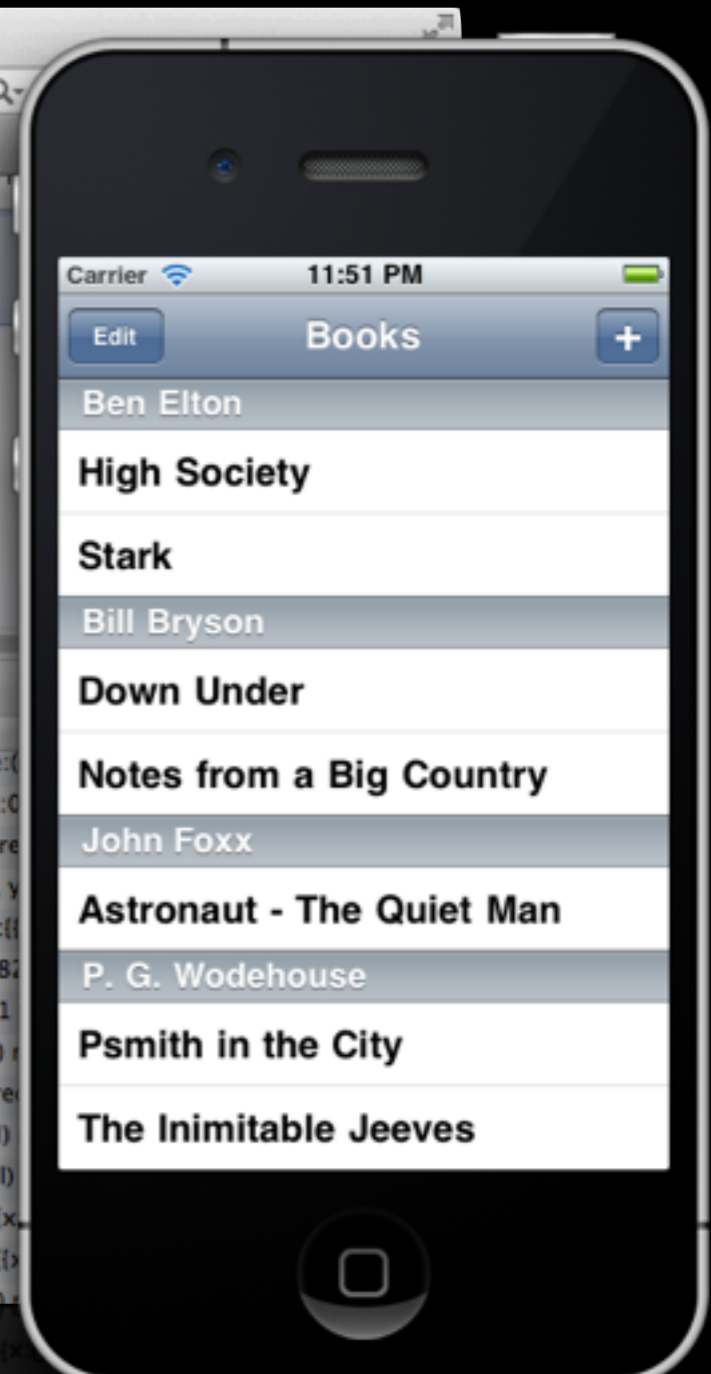 Carrier 11:51 PM
Edit Books +
Ben Elton
High Society
Stark
Bill Bryson
Down Under
Notes from a Big Country
John Foxx
Astronaut - The Quiet Man
P. G. Wodehouse
Psmith in the City
The Inimitable Jeeves